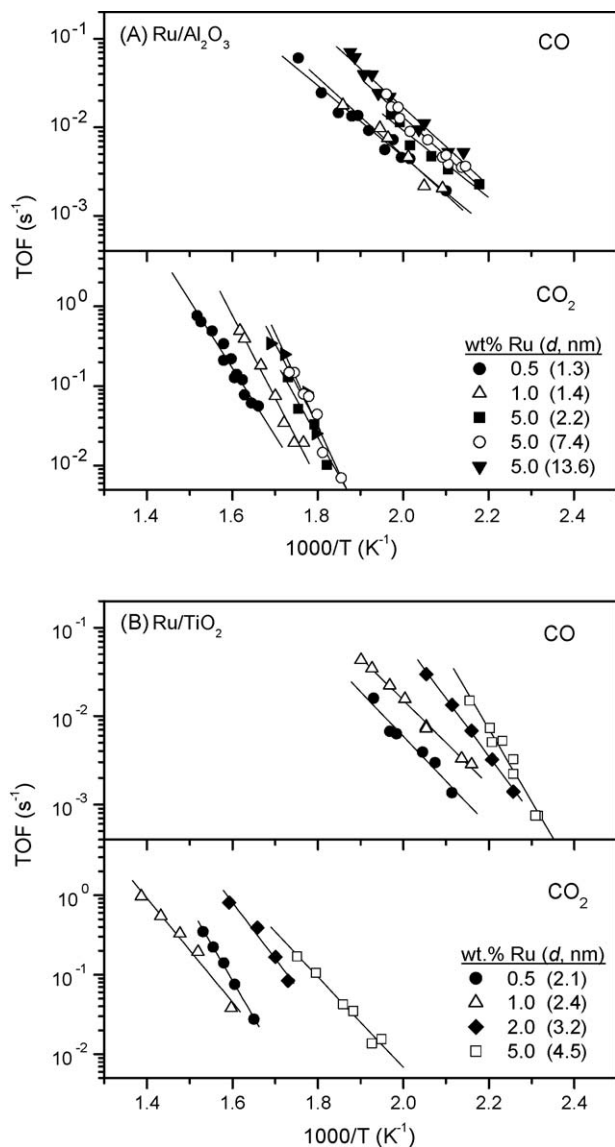 (A) Ru/Al₂O₃
CO
10⁻¹
10⁻²
10⁻³
TOF (s⁻¹)
CO₂
10⁰
10⁻¹
10⁻²
wt% Ru (d, nm)
0.5 (1.3)
1.0 (1.4)
5.0 (2.2)
5.0 (7.4)
5.0 (13.6)
1.4 1.6 1.8 2.0 2.2 2.4
1000/T (K⁻¹)
(B) Ru/TiO₂
CO
10⁻¹
10⁻²
10⁻³
TOF (s⁻¹)
CO₂
10⁰
10⁻¹
10⁻²
wt.% Ru (d, nm)
0.5 (2.1)
1.0 (2.4)
2.0 (3.2)
5.0 (4.5)
1.4 1.6 1.8 2.0 2.2 2.4
1000/T (K⁻¹)